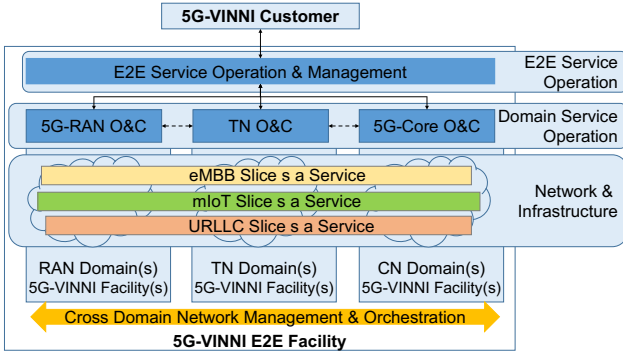 5G-VINNI Customer
E2E Service Operation & Management
E2E Service
Operation
5G-RAN O&C
TN O&C
5G-Core O&C
Domain Service
Operation
eMBB Slice s a Service
mIoT Slice s a Service
URLLC Slice s a Service
Network &
Infrastructure
RAN Domain(s)
5G-VINNI Facility(s)
TN Domain(s)
5G-VINNI Facility(s)
CN Domain(s)
5G-VINNI Facility(s)
Cross Domain Network Management & Orchestration
5G-VINNI E2E Facility